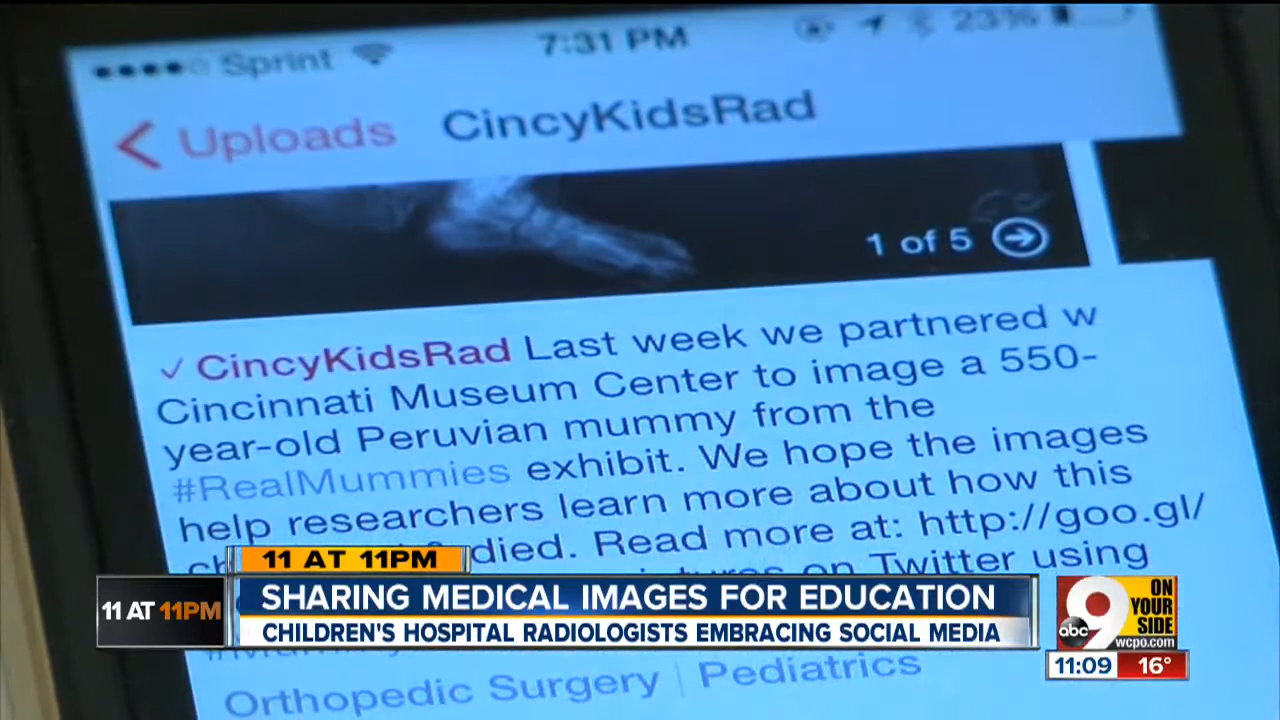 Sprint 7:31 PM 23%
Uploads CincyKidsRad
1 of 5
✓ CincyKidsRad Last week we partnered w
Cincinnati Museum Center to image a 550-
year-old Peruvian mummy from the
#RealMummies exhibit. We hope the images
help researchers learn more about how this
died. Read more at: http://goo.gl/
on Twitter using
Orthopedic Surgery | Pediatrics
11 AT 11PM
11 AT 11PM
SHARING MEDICAL IMAGES FOR EDUCATION
CHILDREN'S HOSPITAL RADIOLOGISTS EMBRACING SOCIAL MEDIA
abc 9 ON YOUR SIDE
wcpo.com
11:09 16°